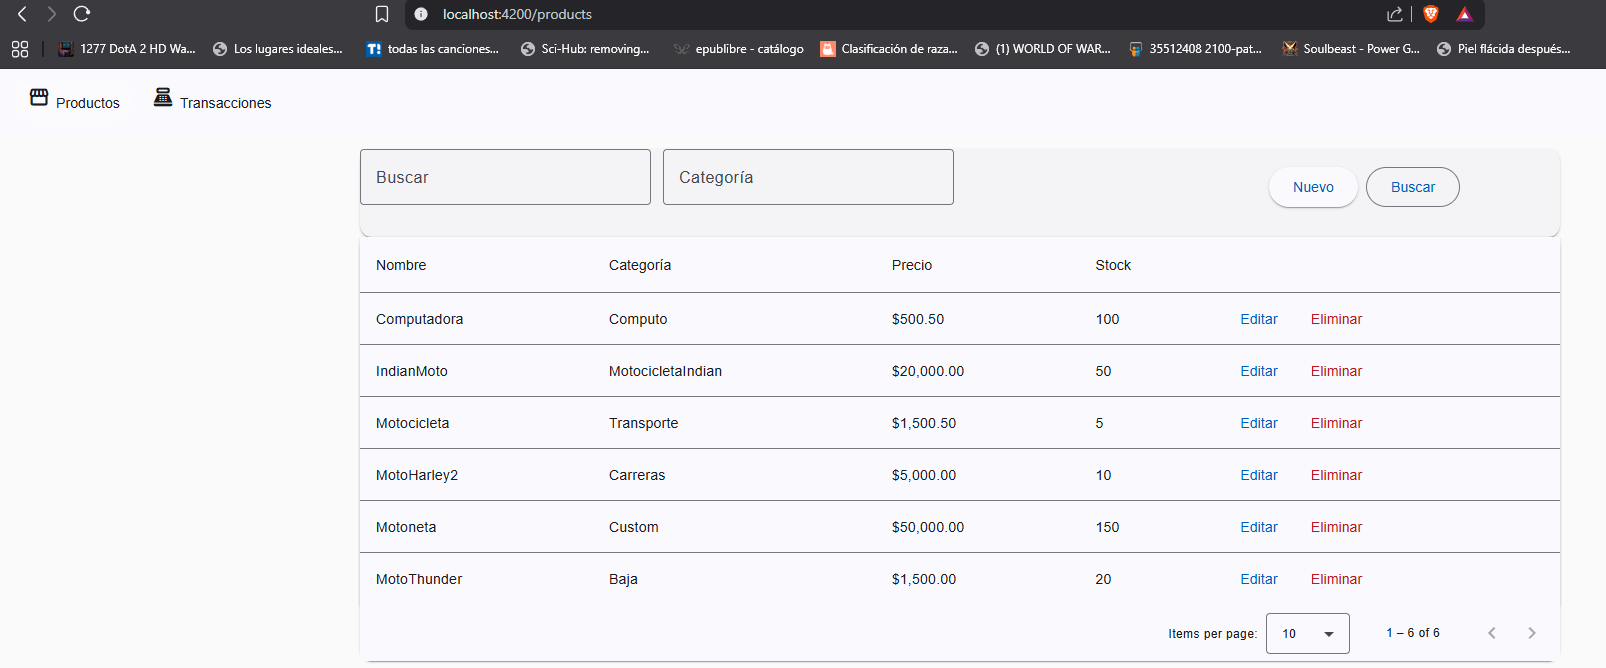 localhost:4200/products
1277 DotA 2 HD Wa... Los lugares ideales... T! todas las canciones... Sci-Hub: removing... epublibre - catálogo Clasificación de raza... (1) WORLD OF WAR... 35512408 2100-pat... Soulbeast - Power G... Piel flácida después...
Productos Transacciones
Buscar Categoría Nuevo Buscar
Nombre Categoría Precio Stock
Computadora Computo $500.50 100 Editar Eliminar
IndianMoto MotocicletaIndian $20,000.00 50 Editar Eliminar
Motocicleta Transporte $1,500.50 5 Editar Eliminar
MotoHarley2 Carreras $5,000.00 10 Editar Eliminar
Motoneta Custom $50,000.00 150 Editar Eliminar
MotoThunder Baja $1,500.00 20 Editar Eliminar
Items per page: 10 1 – 6 of 6